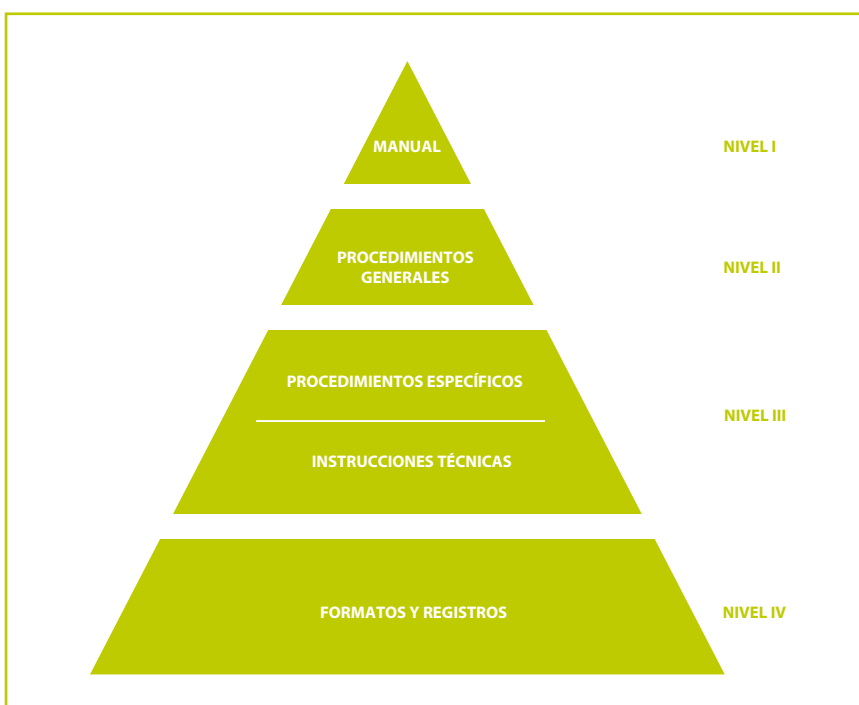 MANUAL
NIVEL I
PROCEDIMIENTOS
GENERALES
NIVEL II
PROCEDIMIENTOS ESPECÍFICOS
NIVEL III
INSTRUCCIONES TÉCNICAS
FORMATOS Y REGISTROS
NIVEL IV